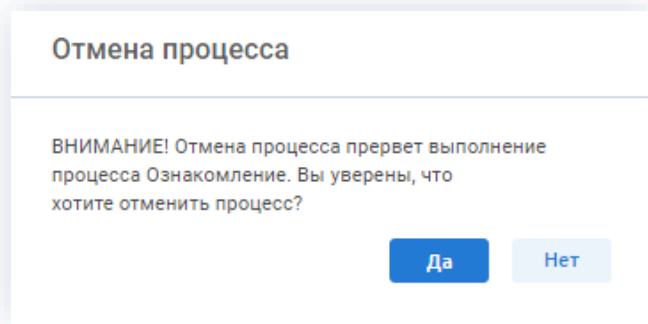 Отмена процесса
ВНИМАНИЕ! Отмена процесса прервет выполнение
процесса Ознакомление. Вы уверены, что
хотите отменить процесс?
Да
Нет